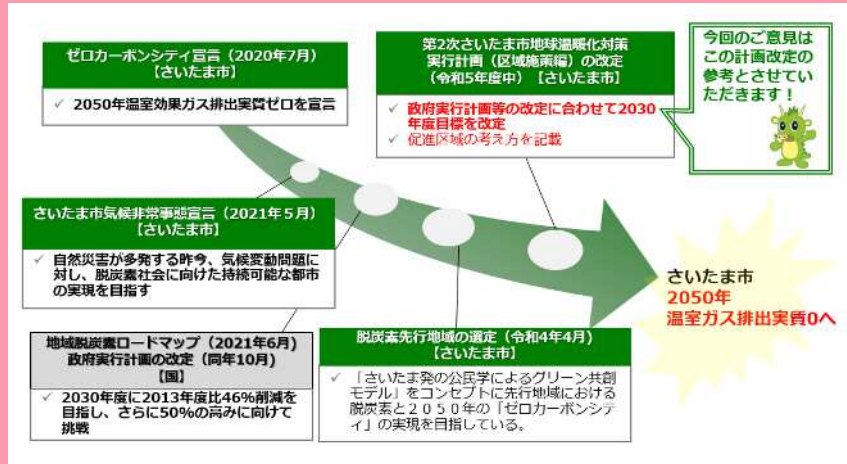 ゼロカーボンシティ宣言（2020年7月）
【さいたま市】
✓ 2050年温室効果ガス排出実質ゼロを宣言
第2次さいたま市地球温暖化対策
実行計画（区域施策編）の改定
（令和5年度中）【さいたま市】
✓ 政府実行計画等の改定に合わせて2030
年度目標を改定
✓ 促進区域の考え方を記載
今回のご意見は
この計画改定の
参考とさせてい
ただきます！
さいたま市気候非常事態宣言（2021年５月）
【さいたま市】
✓ 自然災害が多発する昨今、気候変動問題に
対し、脱炭素社会に向けた持続可能な都市
の実現を目指す
地域脱炭素ロードマップ（2021年6月）
政府実行計画の改定（同年10月）
【国】
✓ 2030年度に2013年度比46%削減を
目指し、さらに50%の高みに向けて
挑戦
脱炭素先行地域の選定（令和4年4月）
【さいたま市】
✓ 「さいたま発の公民学によるグリーン共創
モデル」をコンセプトに先行地域における
脱炭素と２０５０年の「ゼロカーボンシテ
ィ」の実現を目指している。
さいたま市
2050年
温室ガス排出実質0へ